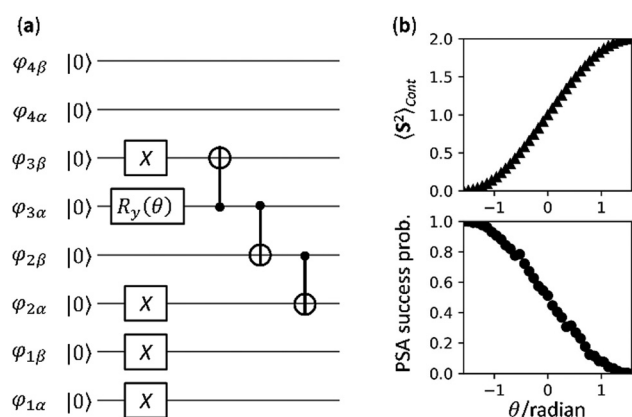 (a)
φ4β |0⟩
φ4α |0⟩
φ3β |0⟩ X
φ3α |0⟩ Ry(θ)
φ2β |0⟩
φ2α |0⟩ X
φ1β |0⟩ X
φ1α |0⟩ X
(b)
⟨S²⟩Cont
2.0
1.5
1.0
0.5
0.0
−1 0 1
PSA success prob.
1.0
0.8
0.6
0.4
0.2
0.0
−1 0 1
θ/radian